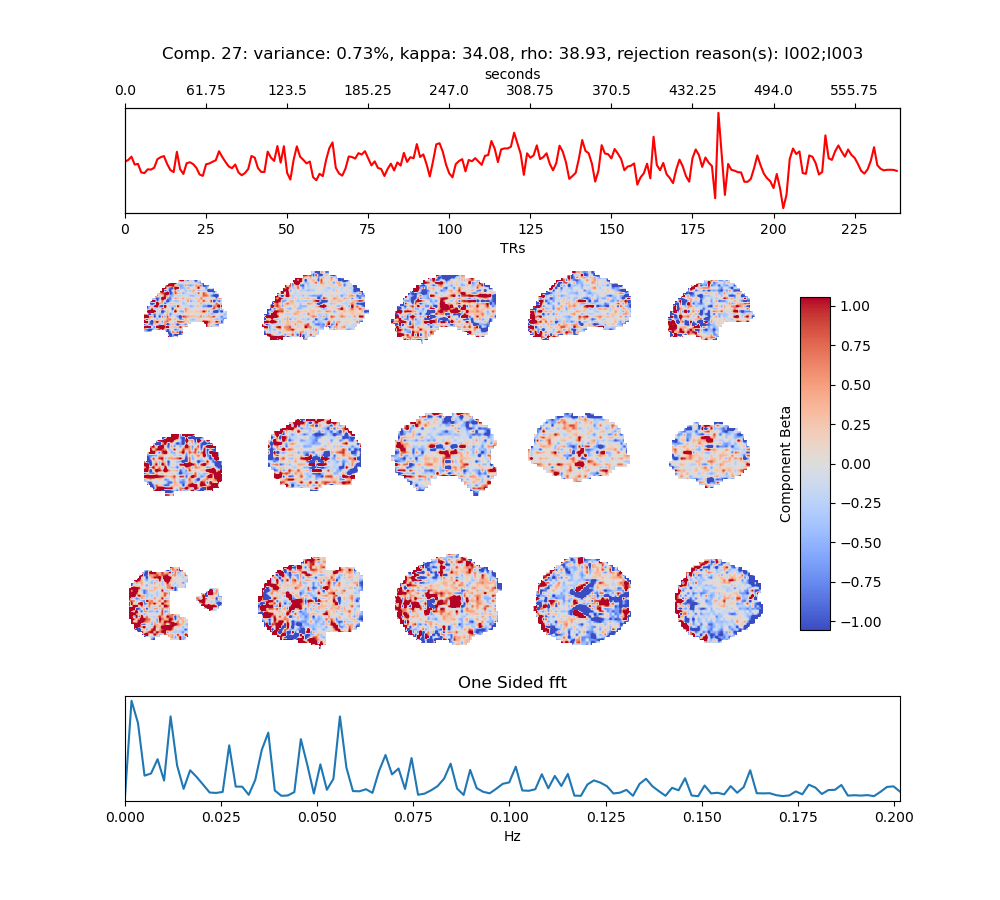 Comp. 27: variance: 0.73%, kappa: 34.08, rho: 38.93, rejection reason(s): I002;I003
seconds
0.0 61.75 123.5 185.25 247.0 308.75 370.5 432.25 494.0 555.75
0 25 50 75 100 125 150 175 200 225
TRs
1.00
0.75
0.50
0.25
0.00
−0.25
−0.50
−0.75
−1.00
Component Beta
One Sided fft
0.000 0.025 0.050 0.075 0.100 0.125 0.150 0.175 0.200
Hz